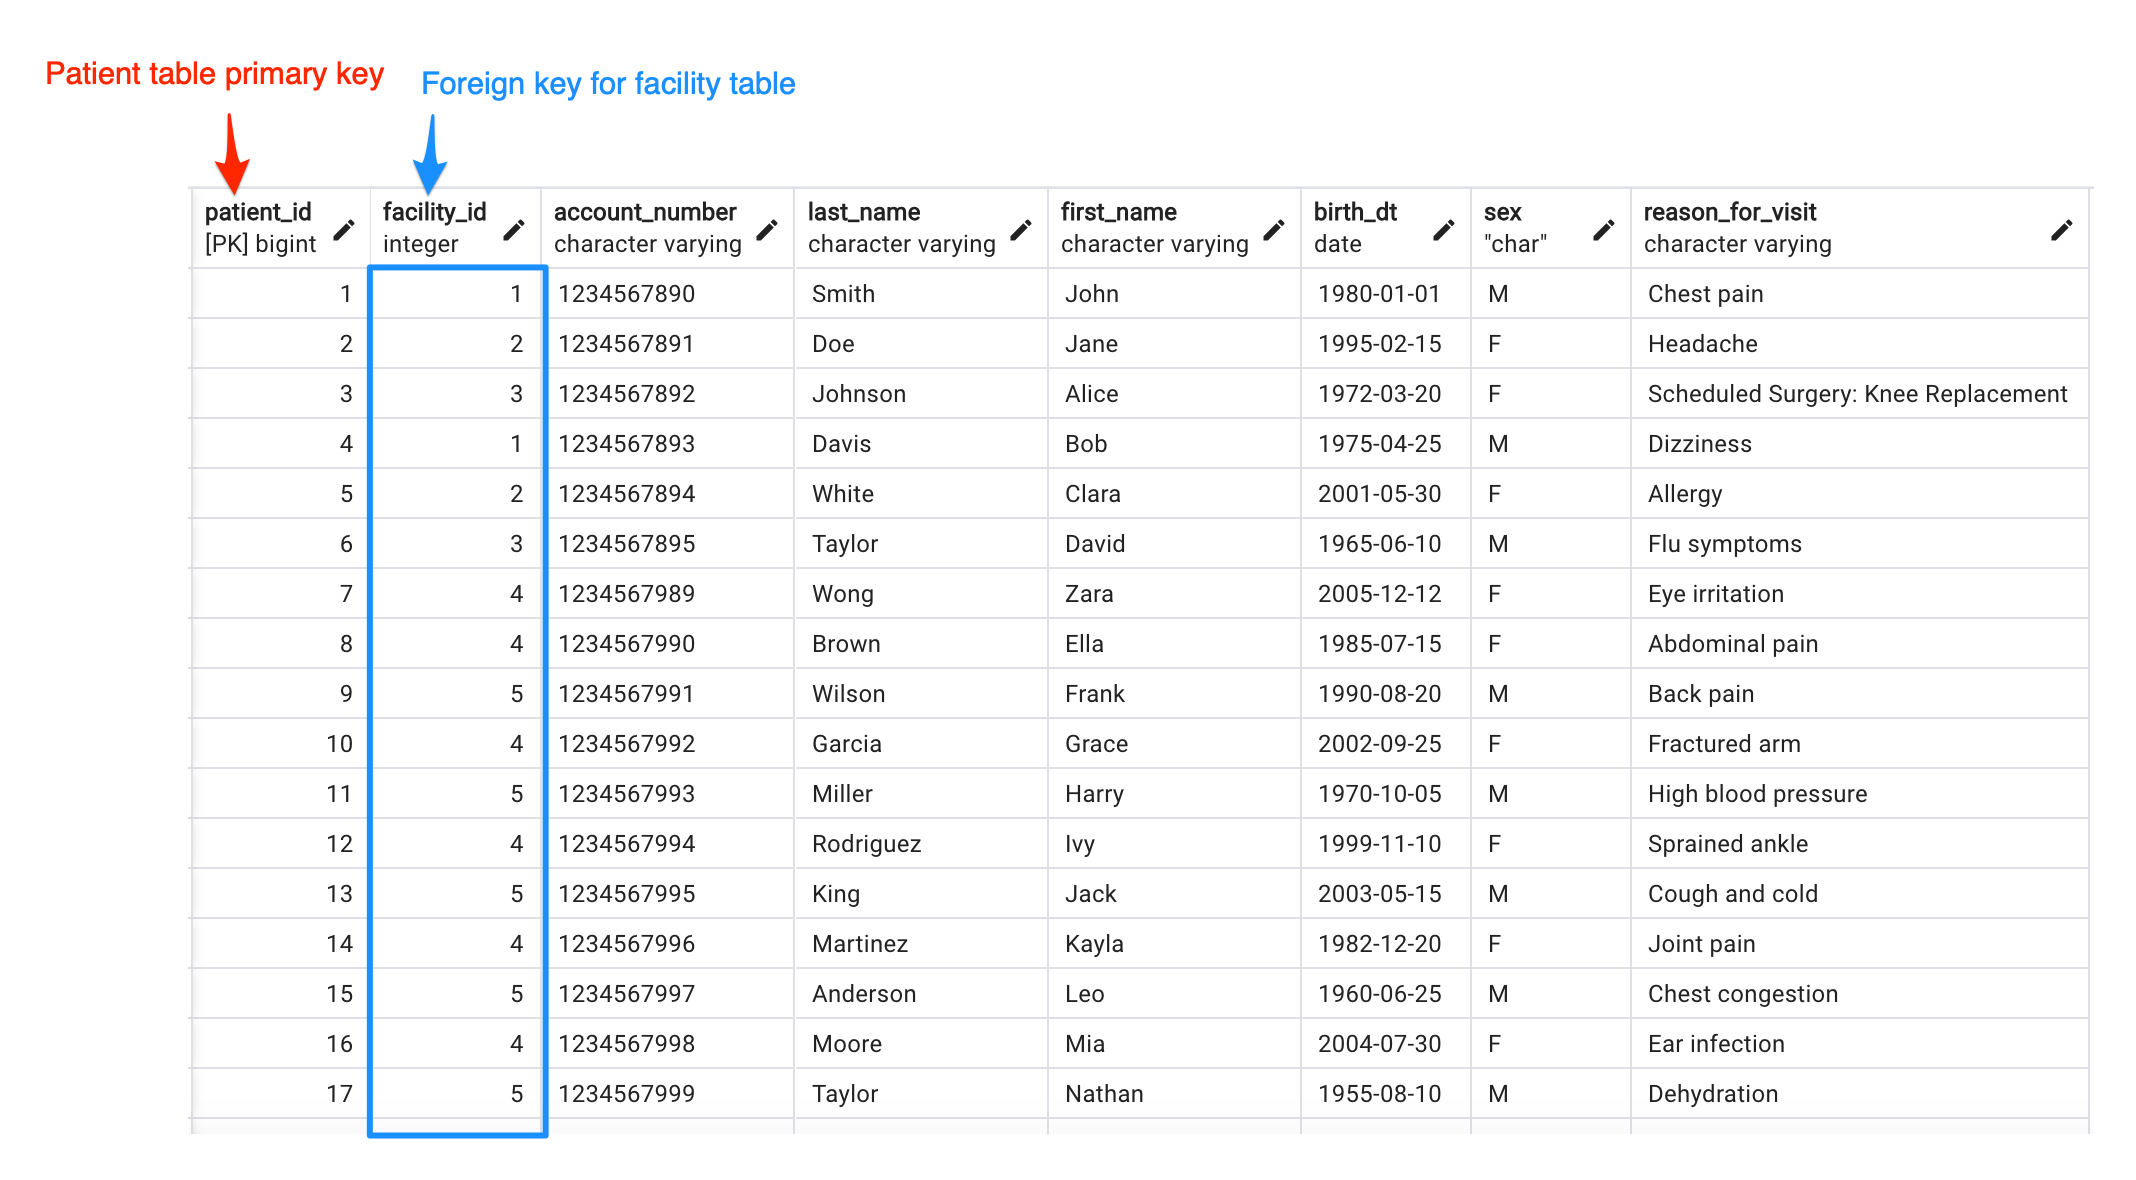 Patient table primary key
Foreign key for facility table
patient_id facility_id account_number last_name first_name birth_dt sex reason_for_visit
[PK] bigint integer character varying character varying character varying date "char" character varying
1 1 1234567890 Smith John 1980-01-01 M Chest pain
2 2 1234567891 Doe Jane 1995-02-15 F Headache
3 3 1234567892 Johnson Alice 1972-03-20 F Scheduled Surgery: Knee Replacement
4 1 1234567893 Davis Bob 1975-04-25 M Dizziness
5 2 1234567894 White Clara 2001-05-30 F Allergy
6 3 1234567895 Taylor David 1965-06-10 M Flu symptoms
7 4 1234567989 Wong Zara 2005-12-12 F Eye irritation
8 4 1234567990 Brown Ella 1985-07-15 F Abdominal pain
9 5 1234567991 Wilson Frank 1990-08-20 M Back pain
10 4 1234567992 Garcia Grace 2002-09-25 F Fractured arm
11 5 1234567993 Miller Harry 1970-10-05 M High blood pressure
12 4 1234567994 Rodriguez Ivy 1999-11-10 F Sprained ankle
13 5 1234567995 King Jack 2003-05-15 M Cough and cold
14 4 1234567996 Martinez Kayla 1982-12-20 F Joint pain
15 5 1234567997 Anderson Leo 1960-06-25 M Chest congestion
16 4 1234567998 Moore Mia 2004-07-30 F Ear infection
17 5 1234567999 Taylor Nathan 1955-08-10 M Dehydration